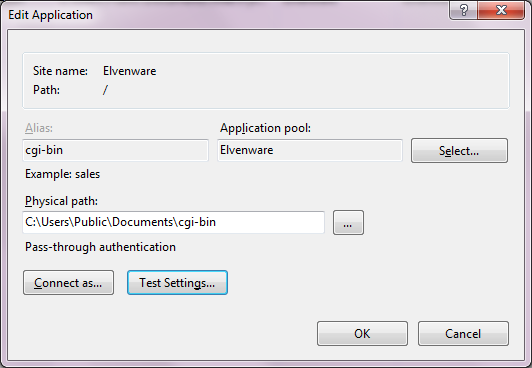 Edit Application
Site name: Elvenware
Path: /
Alias: Application pool:
cgi-bin Elvenware Select...
Example: sales
Physical path:
C:\Users\Public\Documents\cgi-bin ...
Pass-through authentication
Connect as... Test Settings...
OK Cancel